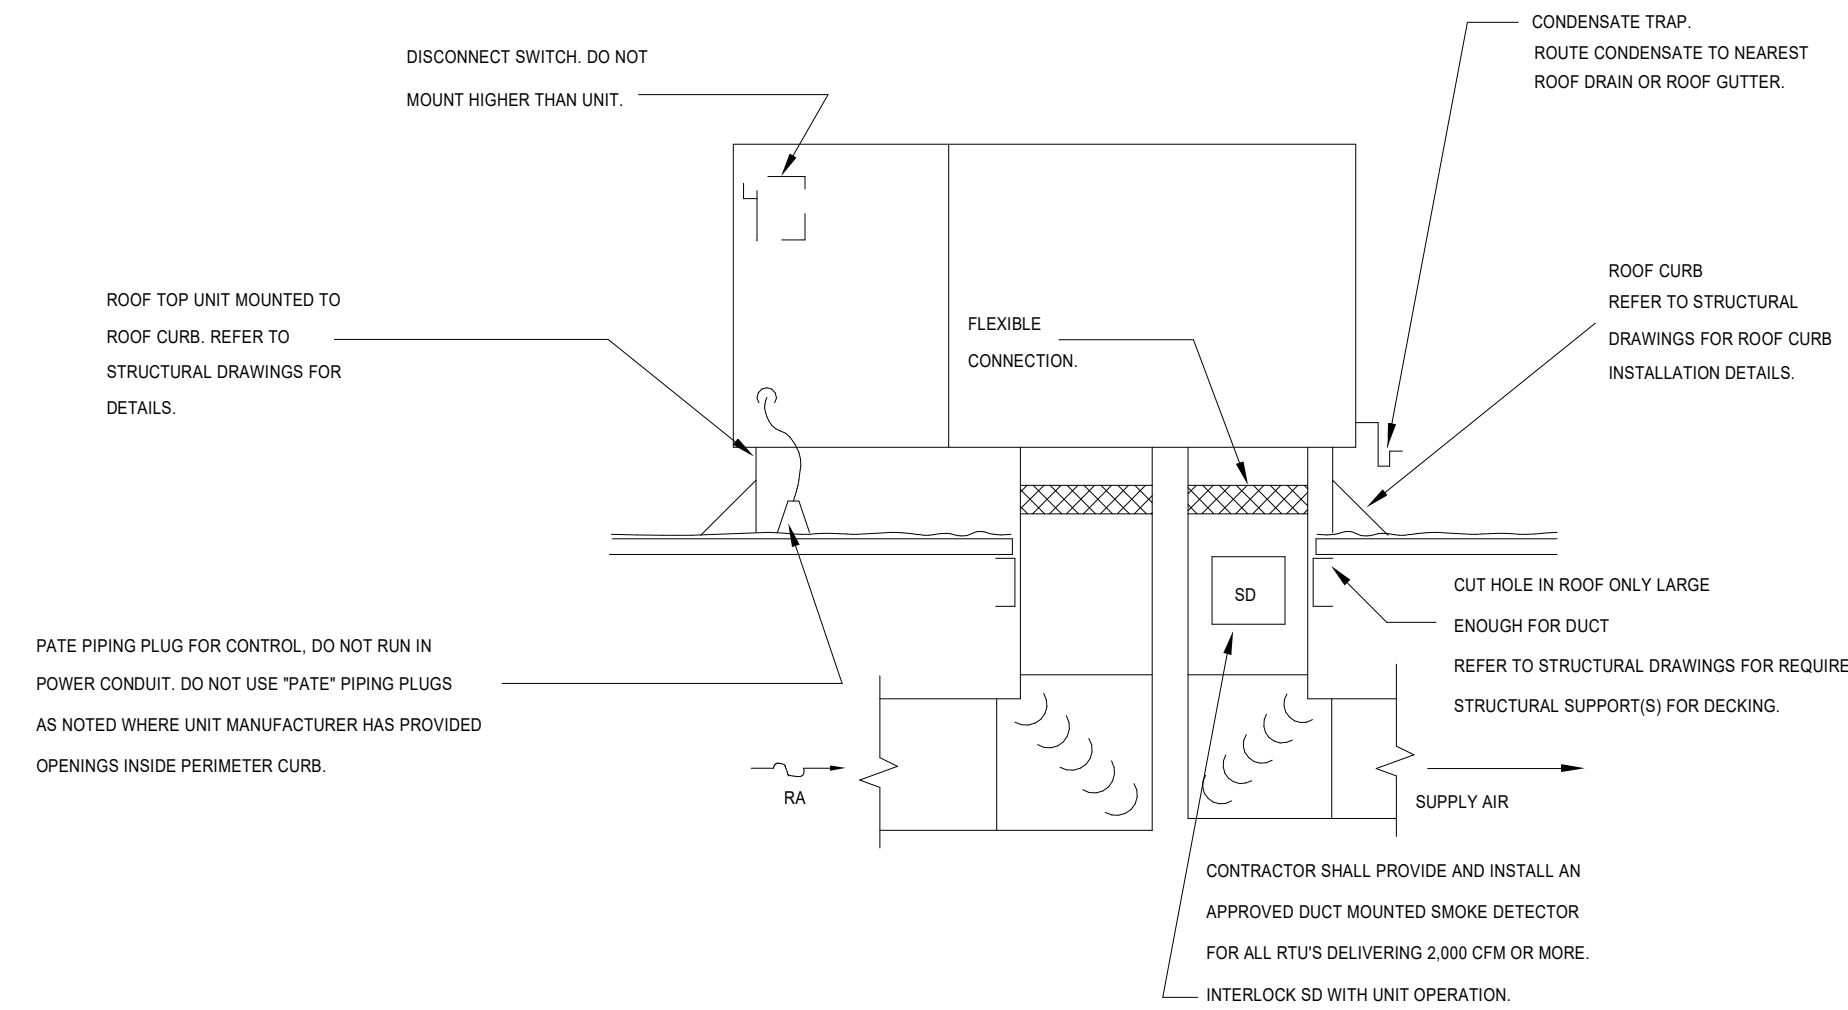 CONDENSATE TRAP.
ROUTE CONDENSATE TO NEAREST
ROOF DRAIN OR ROOF GUTTER.
DISCONNECT SWITCH. DO NOT
MOUNT HIGHER THAN UNIT.
ROOF TOP UNIT MOUNTED TO
ROOF CURB. REFER TO
STRUCTURAL DRAWINGS FOR
DETAILS.
FLEXIBLE
CONNECTION.
ROOF CURB
REFER TO STRUCTURAL
DRAWINGS FOR ROOF CURB
INSTALLATION DETAILS.
SD
CUT HOLE IN ROOF ONLY LARGE
ENOUGH FOR DUCT
REFER TO STRUCTURAL DRAWINGS FOR REQUIRE
STRUCTURAL SUPPORT(S) FOR DECKING.
PATE PIPING PLUG FOR CONTROL, DO NOT RUN IN
POWER CONDUIT. DO NOT USE "PATE" PIPING PLUGS
AS NOTED WHERE UNIT MANUFACTURER HAS PROVIDED
OPENINGS INSIDE PERIMETER CURB.
RA
SUPPLY AIR
CONTRACTOR SHALL PROVIDE AND INSTALL AN
APPROVED DUCT MOUNTED SMOKE DETECTOR
FOR ALL RTU'S DELIVERING 2,000 CFM OR MORE.
INTERLOCK SD WITH UNIT OPERATION.